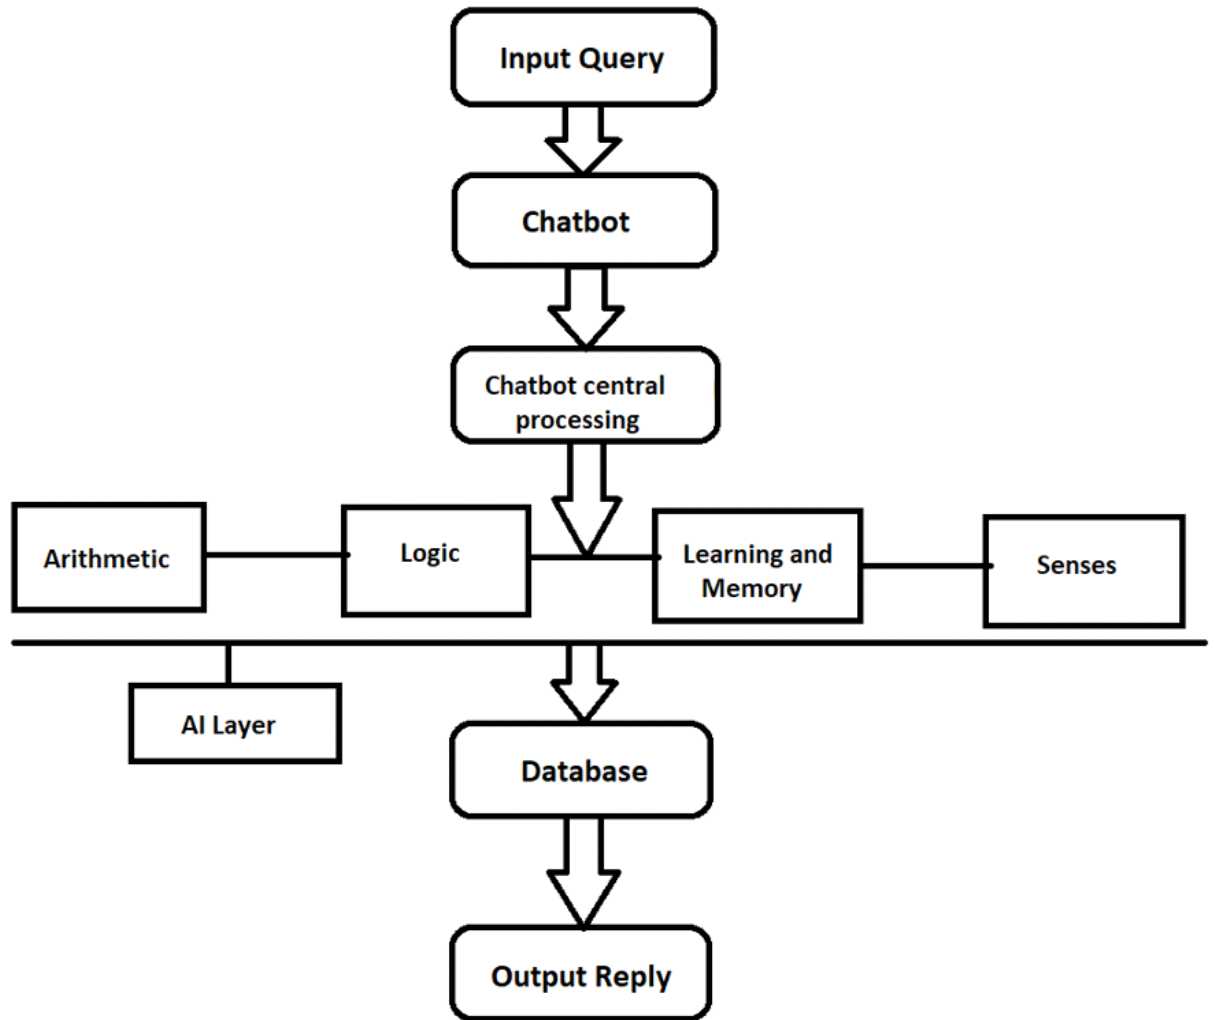 Input Query
Chatbot
Chatbot central
processing
Arithmetic
Logic
Learning and
Memory
Senses
AI Layer
Database
Output Reply